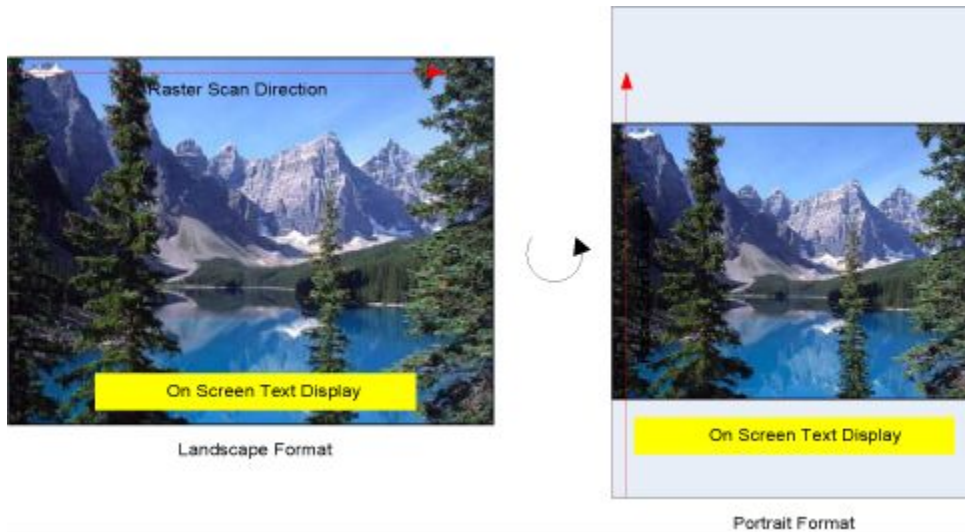 Raster Scan Direction
On Screen Text Display
Landscape Format
On Screen Text Display
Portrait Format